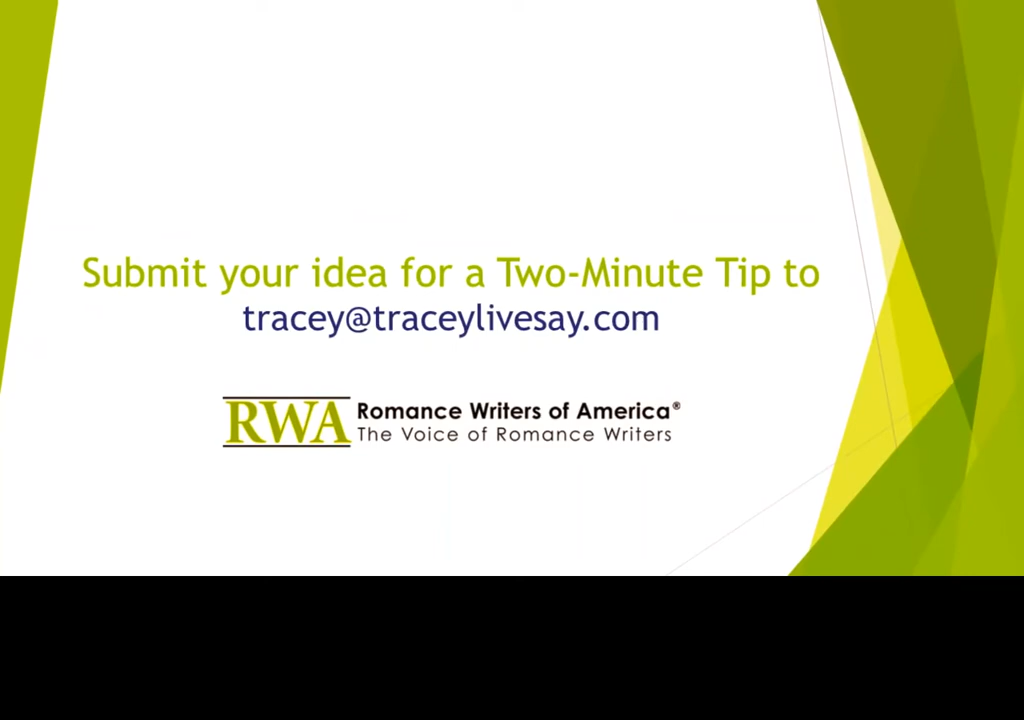 Submit your idea for a Two-Minute Tip to
tracey@traceylivesay.com
RWA Romance Writers of America®
The Voice of Romance Writers